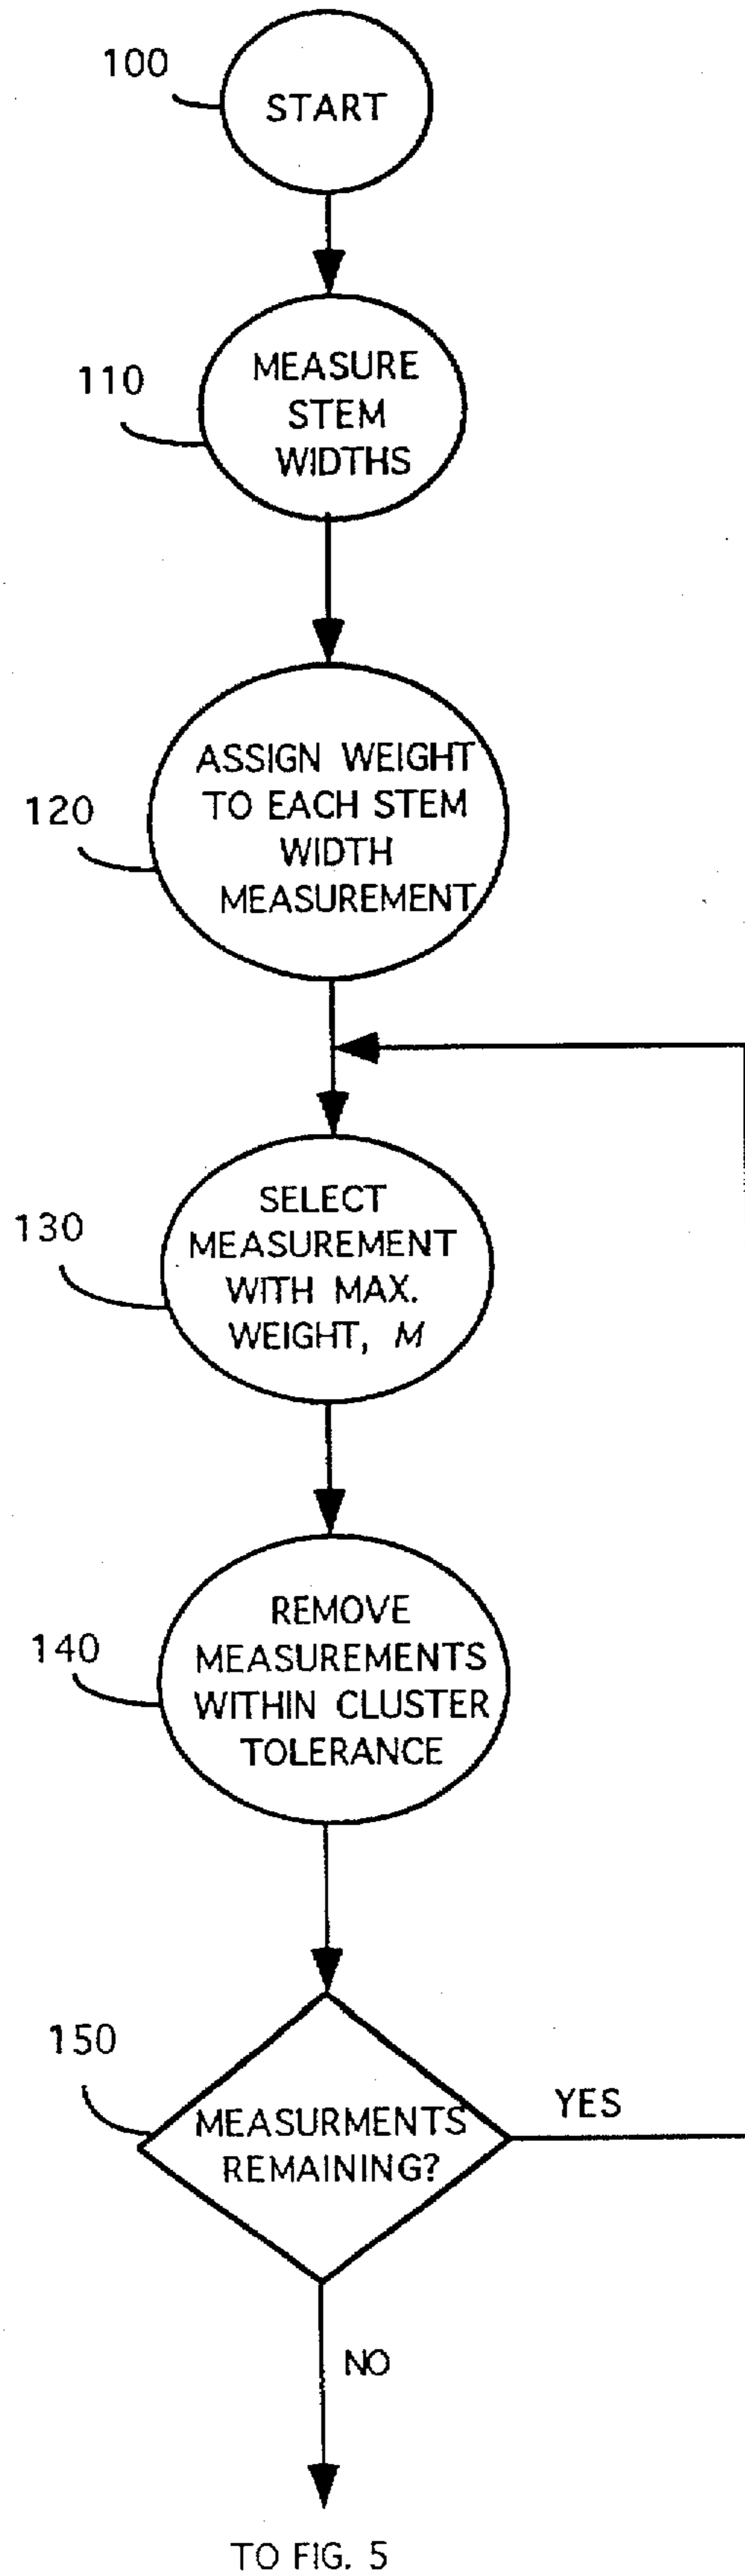 100
START
110
MEASURE
STEM
WIDTHS
120
ASSIGN WEIGHT
TO EACH STEM
WIDTH
MEASUREMENT
130
SELECT
MEASUREMENT
WITH MAX.
WEIGHT, M
140
REMOVE
MEASUREMENTS
WITHIN CLUSTER
TOLERANCE
150
MEASURMENTS
REMAINING?
YES
NO
TO FIG. 5